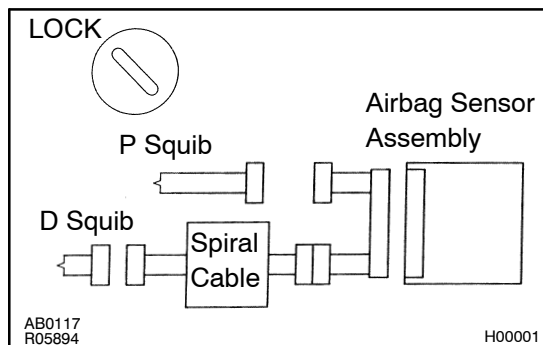 LOCK
Airbag Sensor
Assembly
P Squib
D Squib
Spiral
Cable
AB0117
R05894
H00001